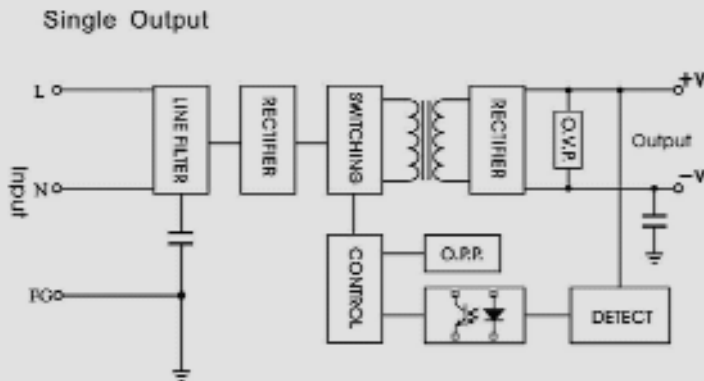 Single Output
L
LINE FILTER
RECTIFIER
SWITCHING
RECTIFIER
O.V.P.
+V
Output
-V
Input
N
CONTROL
O.P.P.
FG
DETECT